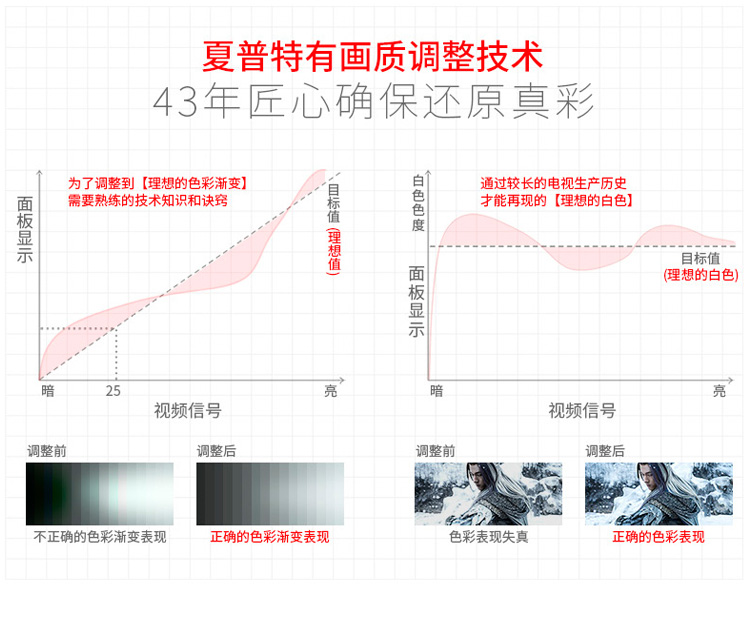 夏普特有画质调整技术
43年匠心确保还原真彩
为了调整到【理想的色彩渐变】
需要熟练的技术知识和诀窍
面板显示
目标值(理想值)
暗
25
亮
视频信号
白色色度
通过较长的电视生产历史
才能再现的【理想的白色】
目标值
(理想的白色)
面板显示
暗
亮
视频信号
调整前
调整后
不正确的色彩渐变表现
正确的色彩渐变表现
调整前
调整后
色彩表现失真
正确的色彩表现